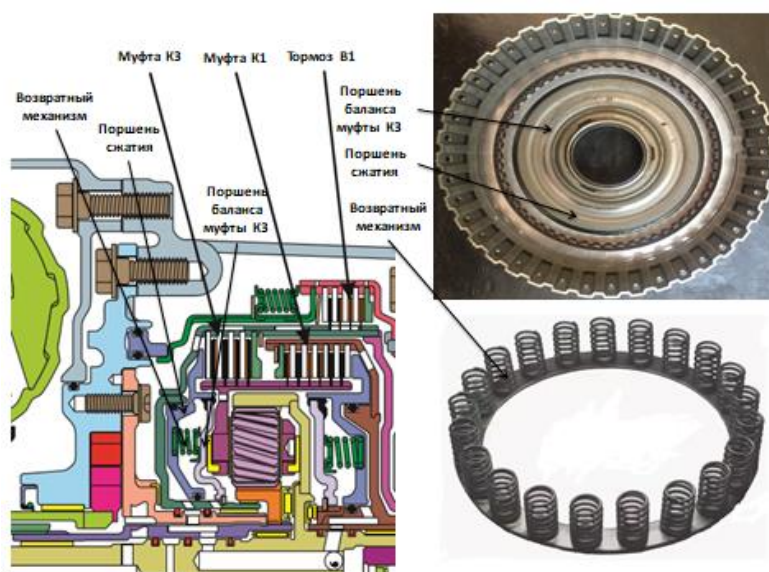 Муфта К3
Муфта К1
Тормоз В1
Возвратный
механизм
Поршень
сжатия
Поршень
баланса
муфты К3
Поршень
баланса
муфты К3
Поршень
сжатия
Возвратный
механизм